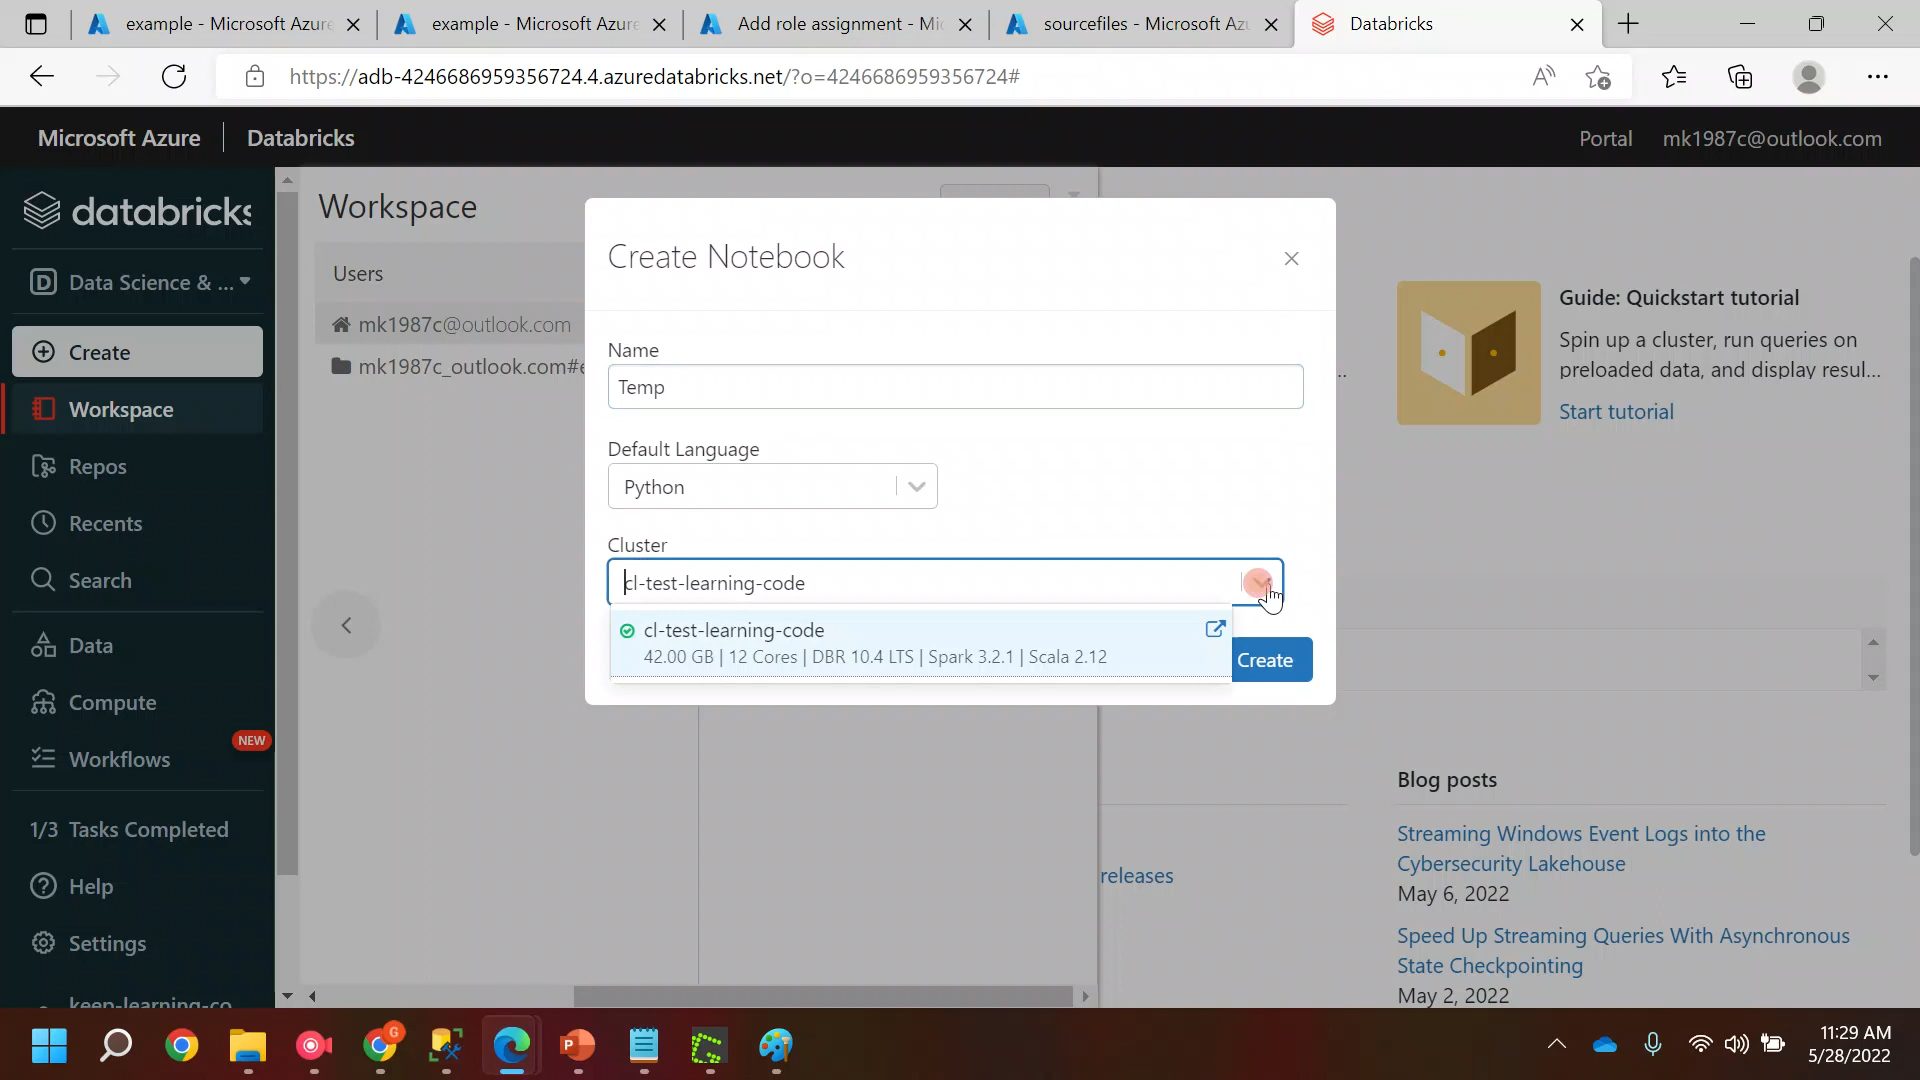 example - Microsoft Azure
example - Microsoft Azure
Add role assignment - Mic
sourcefiles - Microsoft Az
Databricks
https://adb-4246686959356724.4.azuredatabricks.net/?o=4246686959356724#
Microsoft Azure
Databricks
Portal
mk1987c@outlook.com
databricks
Data Science & ...
Create
Workspace
Repos
Recents
Search
Data
Compute
NEW
Workflows
1/3 Tasks Completed
Help
Settings
keep-learning-co
Workspace
Users
mk1987c@outlook.com
mk1987c_outlook.com#e
Create Notebook
Name
Temp
Default Language
Python
Cluster
cl-test-learning-code
cl-test-learning-code
42.00 GB | 12 Cores | DBR 10.4 LTS | Spark 3.2.1 | Scala 2.12
Create
...
releases
Guide: Quickstart tutorial
Spin up a cluster, run queries on
preloaded data, and display resul...
Start tutorial
Blog posts
Streaming Windows Event Logs into the
Cybersecurity Lakehouse
May 6, 2022
Speed Up Streaming Queries With Asynchronous
State Checkpointing
May 2, 2022
11:29 AM
5/28/2022